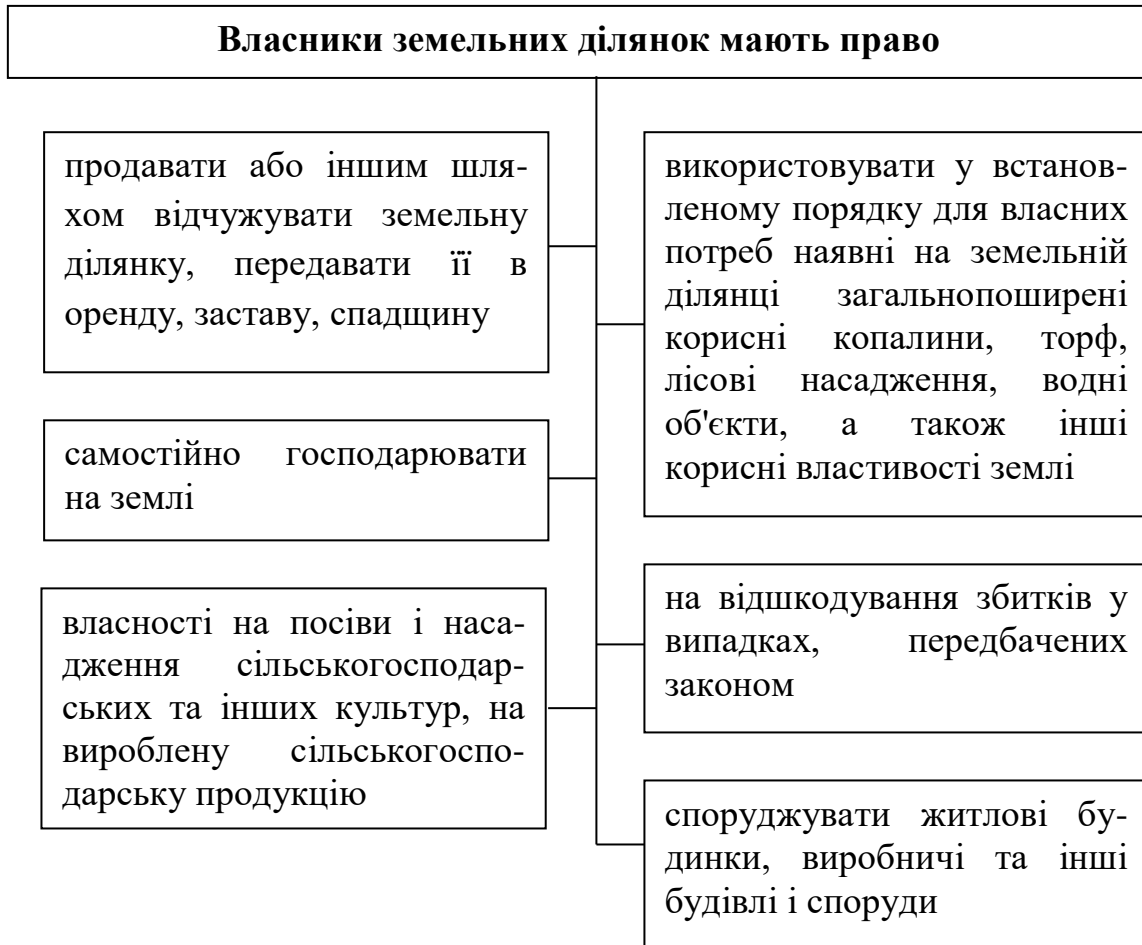 Власники земельних ділянок мають право
продавати або іншим шля-
хом відчужувати земельну
ділянку, передавати її в
оренду, заставу, спадщину
самостійно господарювати
на землі
власності на посіви і наса-
дження сільськогосподар-
ських та інших культур, на
вироблену сільськогоспо-
дарську продукцію
використовувати у встанов-
леному порядку для власних
потреб наявні на земельній
ділянці загальнопоширені
корисні копалини, торф,
лісові насадження, водні
об'єкти, а також інші
корисні властивості землі
на відшкодування збитків у
випадках, передбачених
законом
споруджувати житлові бу-
динки, виробничі та інші
будівлі і споруди